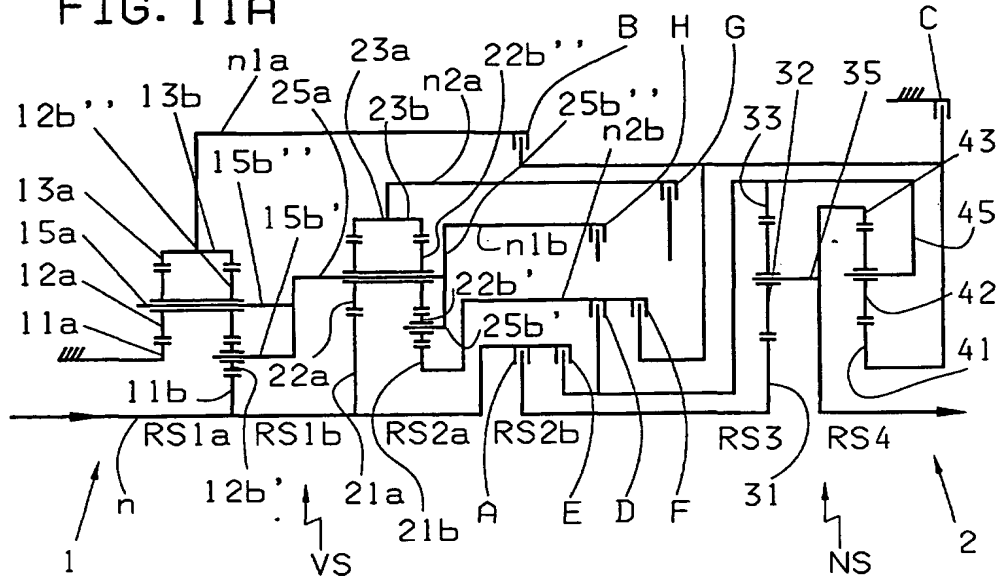 FIG. 11A
B H G C
23a 22b''
n1a 25a n2a 32 35
12b'' 13b 23b 25b'' n2b 33 43
13a 15b''
15a 15b' n1b 45
12a 22b'
11a 25b' 42
22a 41
11b
RS1a RS1b RS2a RS2b RS3 RS4
n 12b' 21a 21b A E D F 31
1 VS NS 2